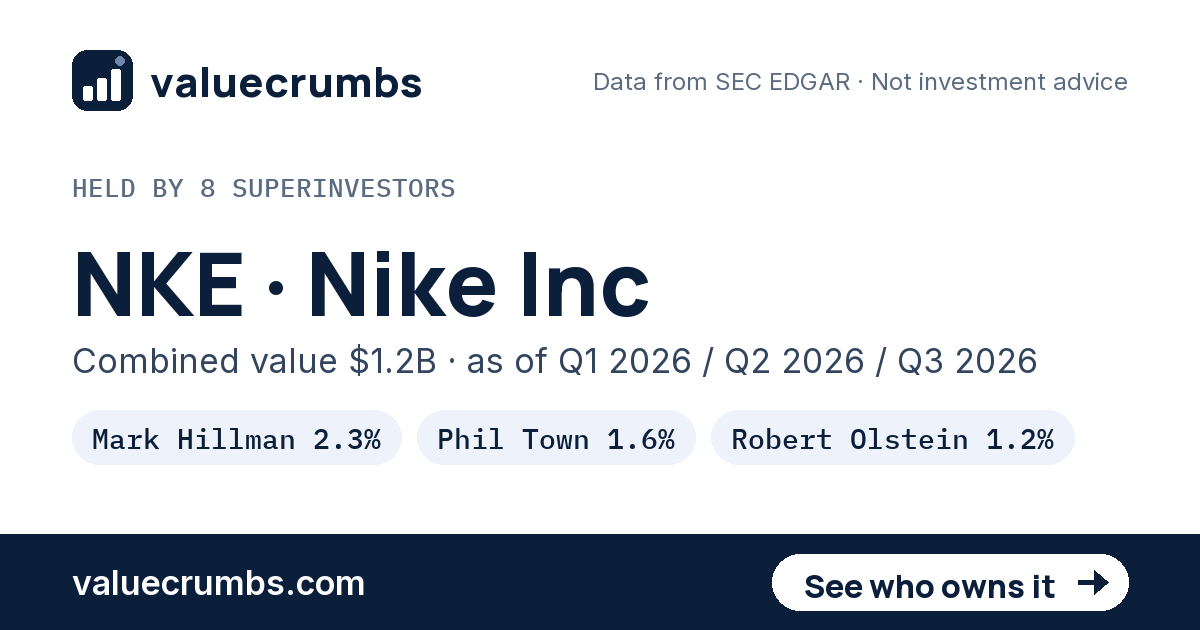 valuecrumbs
Data from SEC EDGAR · Not investment advice
HELD BY 8 SUPERINVESTORS
NKE · Nike Inc
Combined value $1.2B · as of Q1 2026 / Q2 2026 / Q3 2026
Mark Hillman 2.3%
Phil Town 1.6%
Robert Olstein 1.2%
valuecrumbs.com
See who owns it →